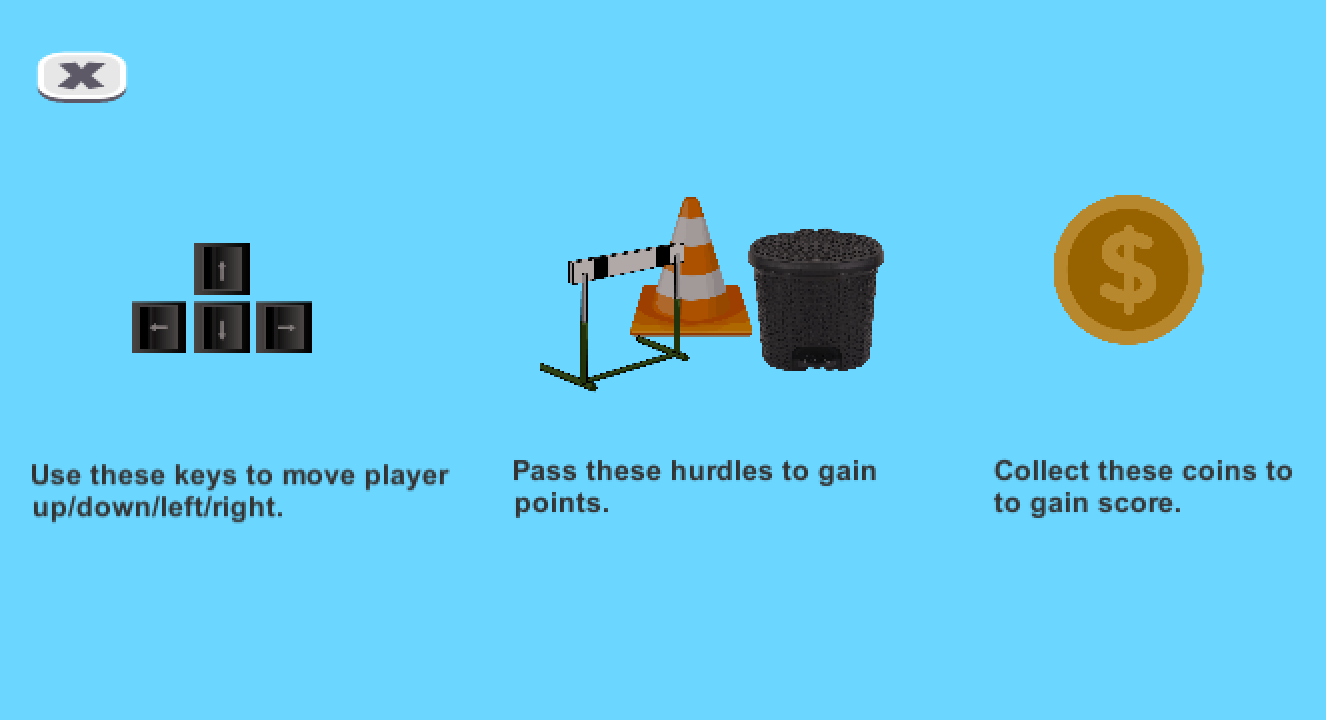 Use these keys to move player
up/down/left/right.
Pass these hurdles to gain
points.
Collect these coins to
to gain score.